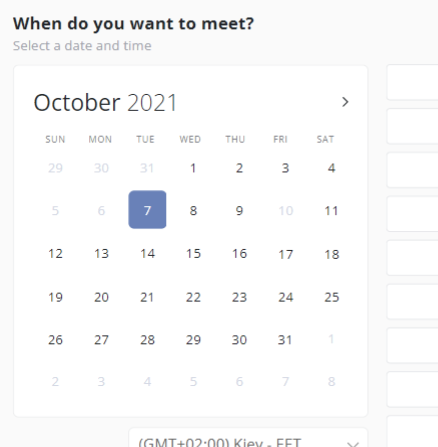 When do you want to meet?
Select a date and time
October 2021
SUN MON TUE WED THU FRI SAT
29 30 31 1 2 3 4
5 6 7 8 9 10 11
12 13 14 15 16 17 18
19 20 21 22 23 24 25
26 27 28 29 30 31 1
2 3 4 5 6 7 8
(GMT+02:00) Kiev - EET